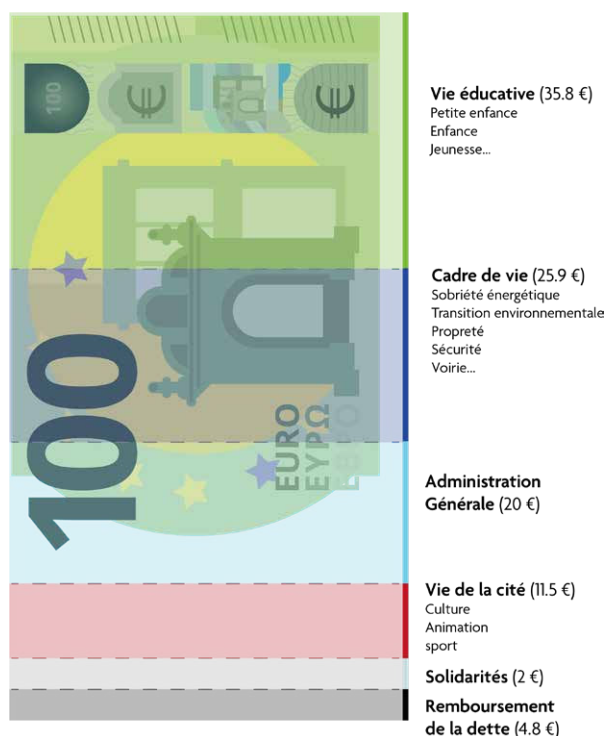 100
€
€
Vie éducative (35.8 €)
Petite enfance
Enfance
Jeunesse...
Cadre de vie (25.9 €)
Sobriété énergétique
Transition environnementale
Propreté
Sécurité
Voirie...
100
EURO
ΕΥΡΩ
ЕВРО
Administration
Générale (20 €)
Vie de la cité (11.5 €)
Culture
Animation
sport
Solidarités (2 €)
Remboursement
de la dette (4.8 €)